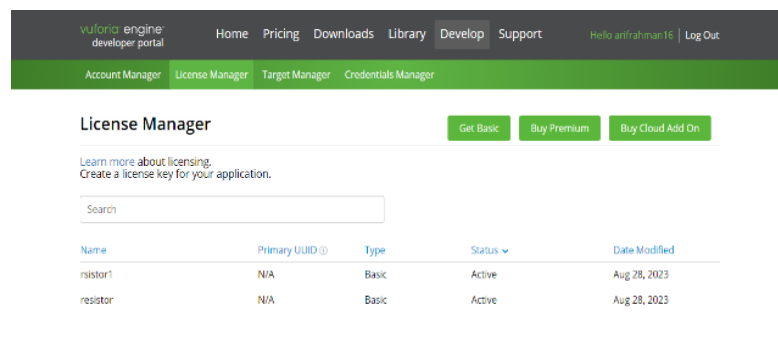 vuforia engine
developer portal
Home Pricing Downloads Library Develop Support
Hello arifrahman16 | Log Out
Account Manager License Manager Target Manager Credentials Manager
License Manager
Get Basic Buy Premium Buy Cloud Add On
Learn more about licensing.
Create a license key for your application.
Search
Name Primary UUID Type Status Date Modified
rsistor1 N/A Basic Active Aug 28, 2023
resistor N/A Basic Active Aug 28, 2023